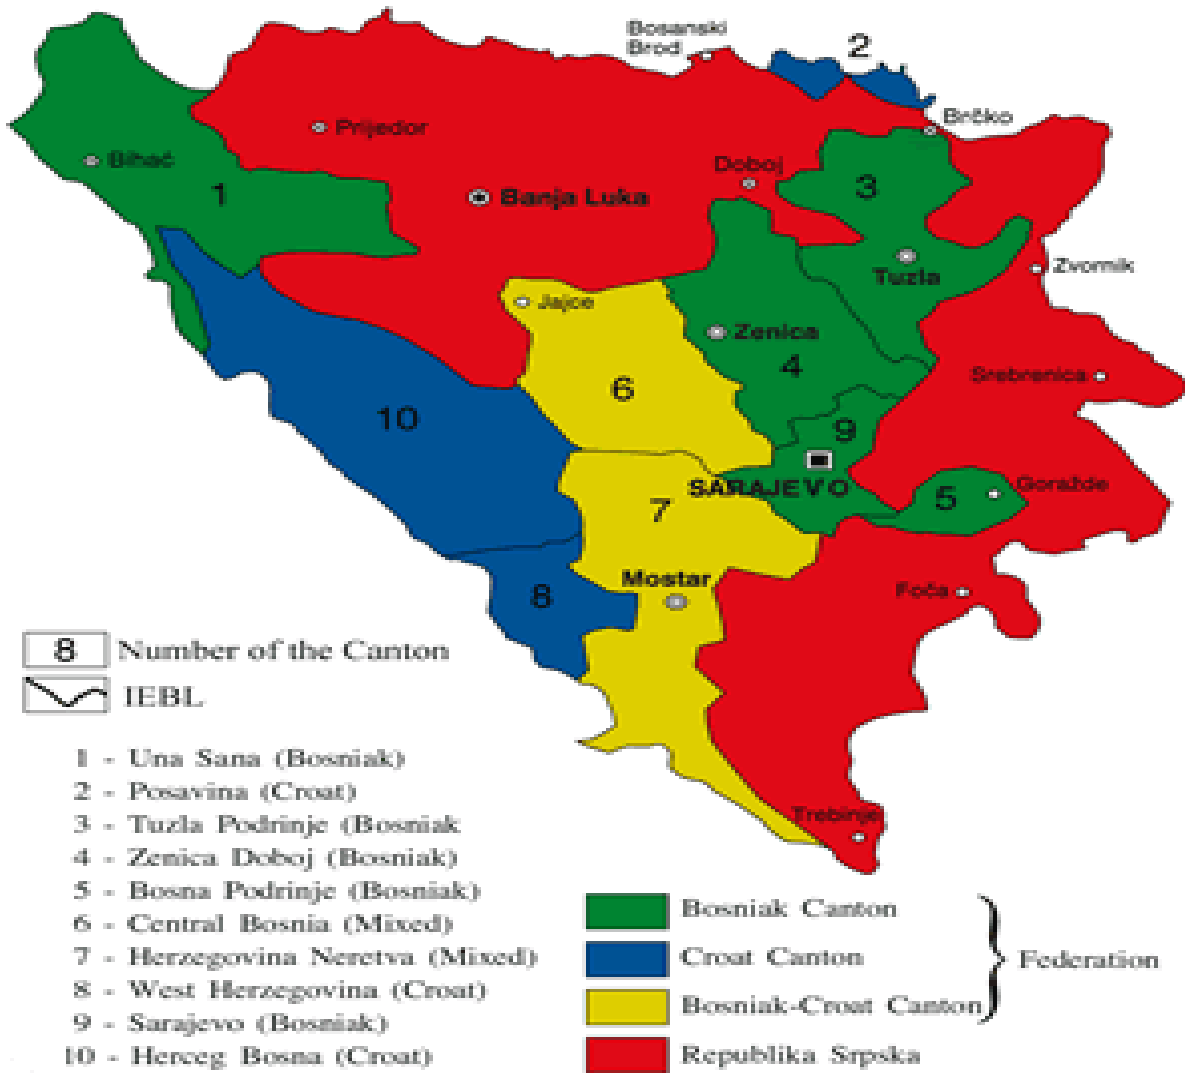 Bosanski
Brod
2
Brčko
Prijedor
Bihać
Doboj
1
3
Banja Luka
Tuzla
Zvornik
Jajce
Zenica
4
Srebrenica
6
10
9
SARAJEVO
5
Goražde
7
Mostar
8
Foča
Trebinje
8 Number of the Canton
IEBL
1 - Una Sana (Bosniak)
2 - Posavina (Croat)
3 - Tuzla Podrinje (Bosniak
4 - Zenica Doboj (Bosniak)
5 - Bosna Podrinje (Bosniak)
6 - Central Bosnia (Mixed)
7 - Herzegovina Neretva (Mixed)
8 - West Herzegovina (Croat)
9 - Sarajevo (Bosniak)
10 - Herceg Bosna (Croat)
Bosniak Canton
Croat Canton
Federation
Bosniak-Croat Canton
Republika Srpska